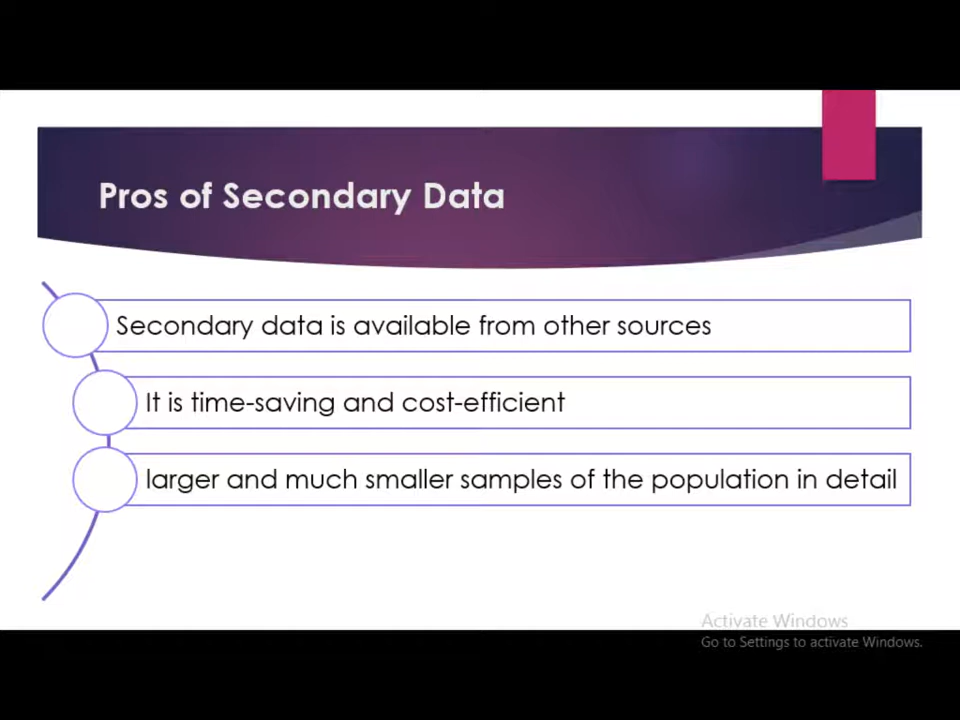 Pros of Secondary Data
Secondary data is available from other sources
It is time-saving and cost-efficient
larger and much smaller samples of the population in detail
Activate Windows
Go to Settings to activate Windows.